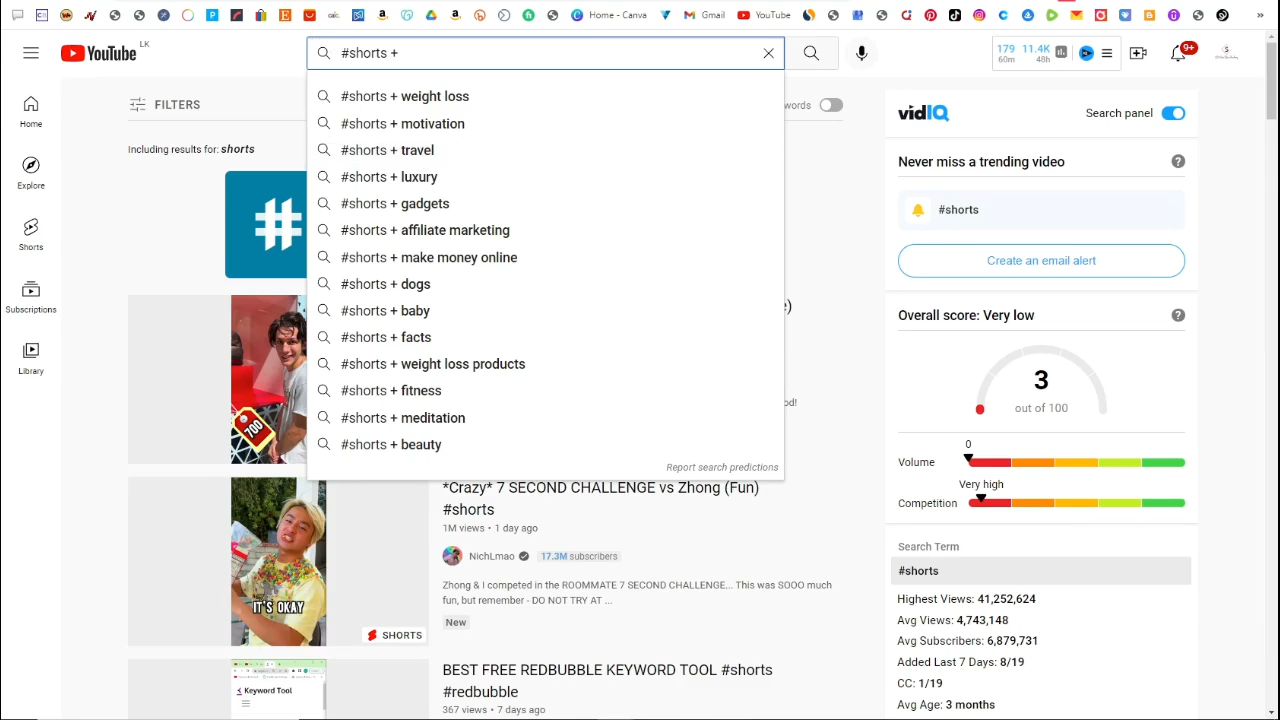 Home - Canva
Gmail
YouTube
YouTube LK
#shorts +
179
60m
11.4K
48h
9+
#shorts + weight loss
#shorts + motivation
#shorts + travel
#shorts + luxury
#shorts + gadgets
#shorts + affiliate marketing
#shorts + make money online
#shorts + dogs
#shorts + baby
#shorts + facts
#shorts + weight loss products
#shorts + fitness
#shorts + meditation
#shorts + beauty
Report search predictions
Home
Explore
Shorts
Subscriptions
Library
FILTERS
words
Including results for: shorts
#
e)
700
od!
*Crazy* 7 SECOND CHALLENGE vs Zhong (Fun)
#shorts
1M views • 1 day ago
NichLmao
17.3M subscribers
Zhong & I competed in the ROOMMATE 7 SECOND CHALLENGE... This was SOOO much
fun, but remember - DO NOT TRY AT ...
New
IT'S OKAY
SHORTS
BEST FREE REDBUBBLE KEYWORD TOOL #shorts
#redbubble
367 views • 7 days ago
Keyword Tool
vidIQ
Search panel
Never miss a trending video
#shorts
Create an email alert
Overall score: Very low
3
out of 100
0
Volume
Very high
Competition
Search Term
#shorts
Highest Views: 41,252,624
Avg Views: 4,743,148
Avg Subscribers: 6,879,731
Added Last 7 Days: 8/19
CC: 1/19
Avg Age: 3 months